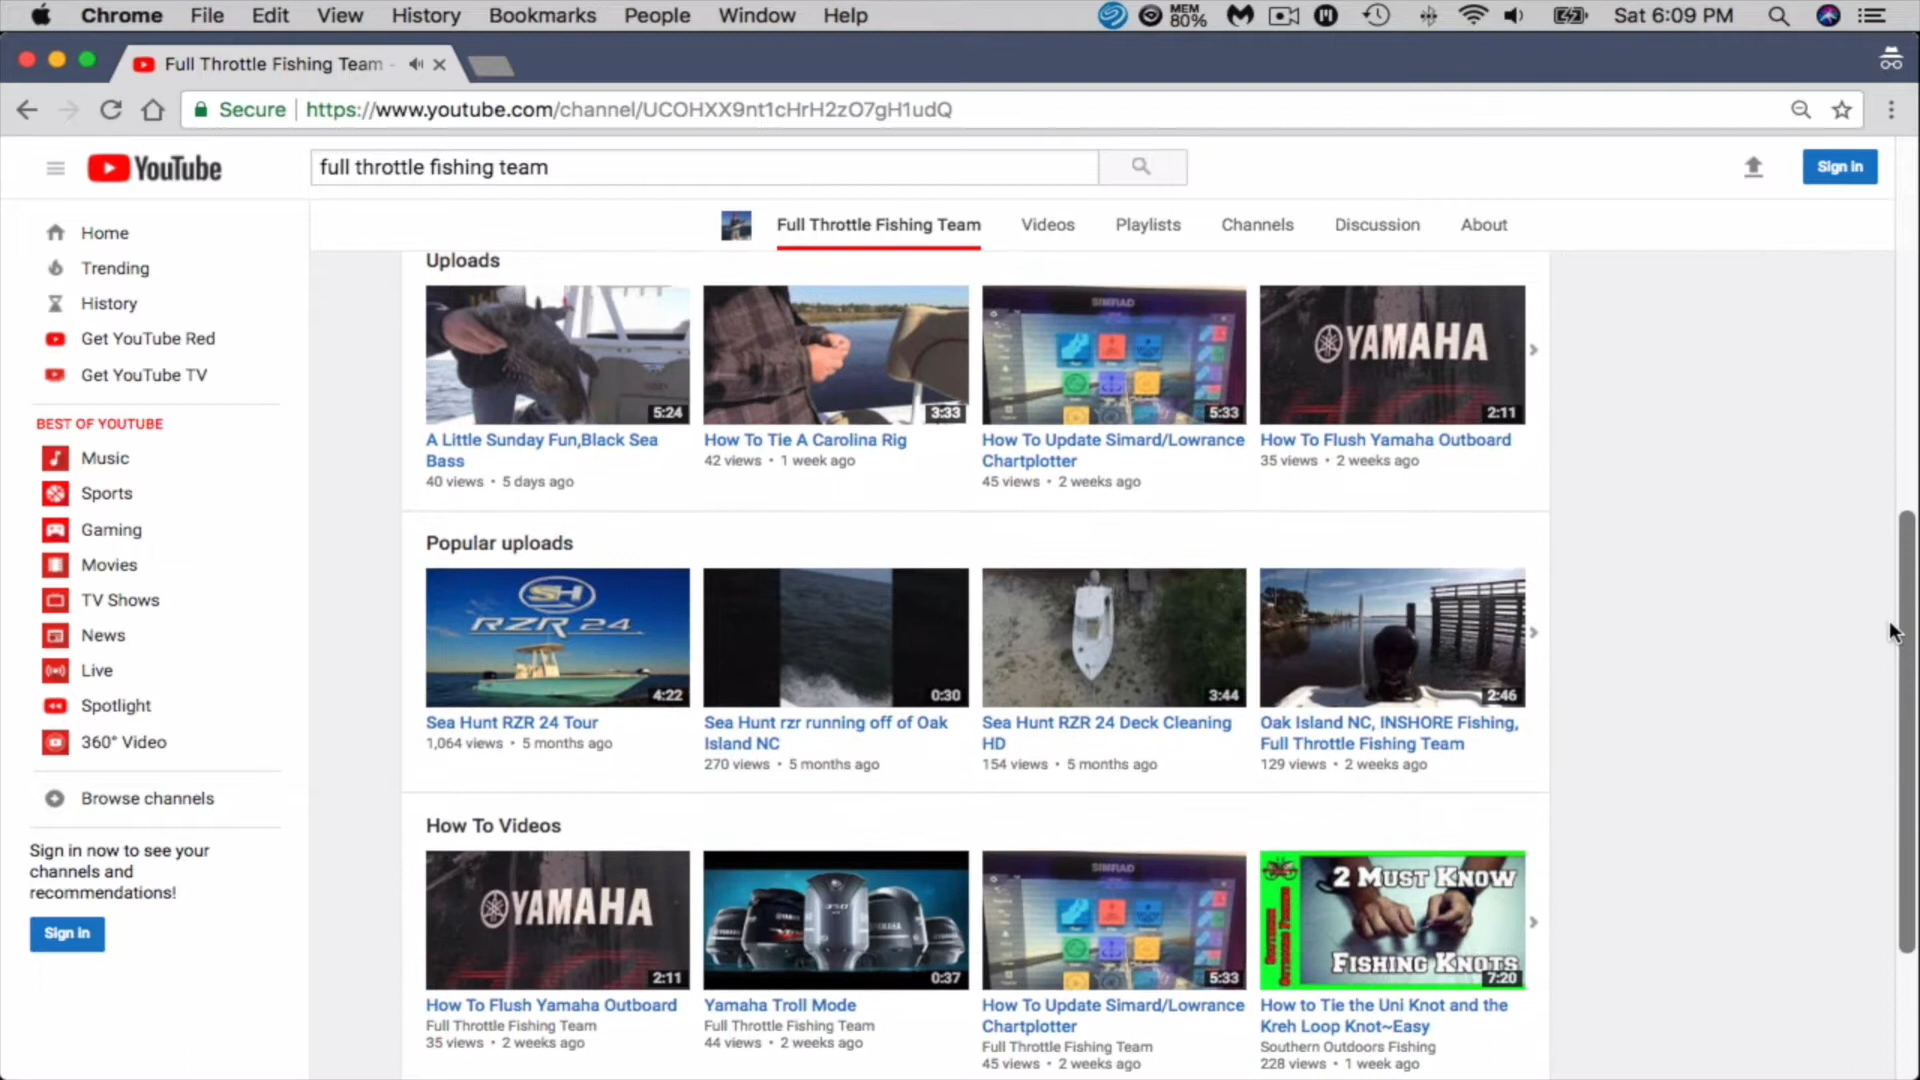 Chrome File Edit View History Bookmarks People Window Help MEM 80% Sat 6:09 PM
Full Throttle Fishing Team -
Secure https://www.youtube.com/channel/UCOHXX9nt1cHrH2zO7gH1udQ
YouTube full throttle fishing team Sign in
Full Throttle Fishing Team Videos Playlists Channels Discussion About
Home
Trending
History
Get YouTube Red
Get YouTube TV
BEST OF YOUTUBE
Music
Sports
Gaming
Movies
TV Shows
News
Live
Spotlight
360° Video
Browse channels
Sign in now to see your
channels and
recommendations!
Sign in
Uploads
5:24
A Little Sunday Fun,Black Sea
Bass
40 views • 5 days ago
3:33
How To Tie A Carolina Rig
42 views • 1 week ago
SIMRAD
5:33
How To Update Simard/Lowrance
Chartplotter
45 views • 2 weeks ago
YAMAHA
2:11
How To Flush Yamaha Outboard
35 views • 2 weeks ago
Popular uploads
SH
RZR 24
4:22
Sea Hunt RZR 24 Tour
1,064 views • 5 months ago
0:30
Sea Hunt rzr running off of Oak
Island NC
270 views • 5 months ago
3:44
Sea Hunt RZR 24 Deck Cleaning
HD
154 views • 5 months ago
2:46
Oak Island NC, INSHORE Fishing,
Full Throttle Fishing Team
129 views • 2 weeks ago
How To Videos
YAMAHA
2:11
How To Flush Yamaha Outboard
Full Throttle Fishing Team
35 views • 2 weeks ago
0:37
Yamaha Troll Mode
Full Throttle Fishing Team
44 views • 2 weeks ago
SIMRAD
5:33
How To Update Simard/Lowrance
Chartplotter
Full Throttle Fishing Team
45 views • 2 weeks ago
2 MUST KNOW
SOUTHERN
OUTDOORS FISHING
FISHING KNOTS
7:20
How to Tie the Uni Knot and the
Kreh Loop Knot~Easy
Southern Outdoors Fishing
228 views • 1 week ago